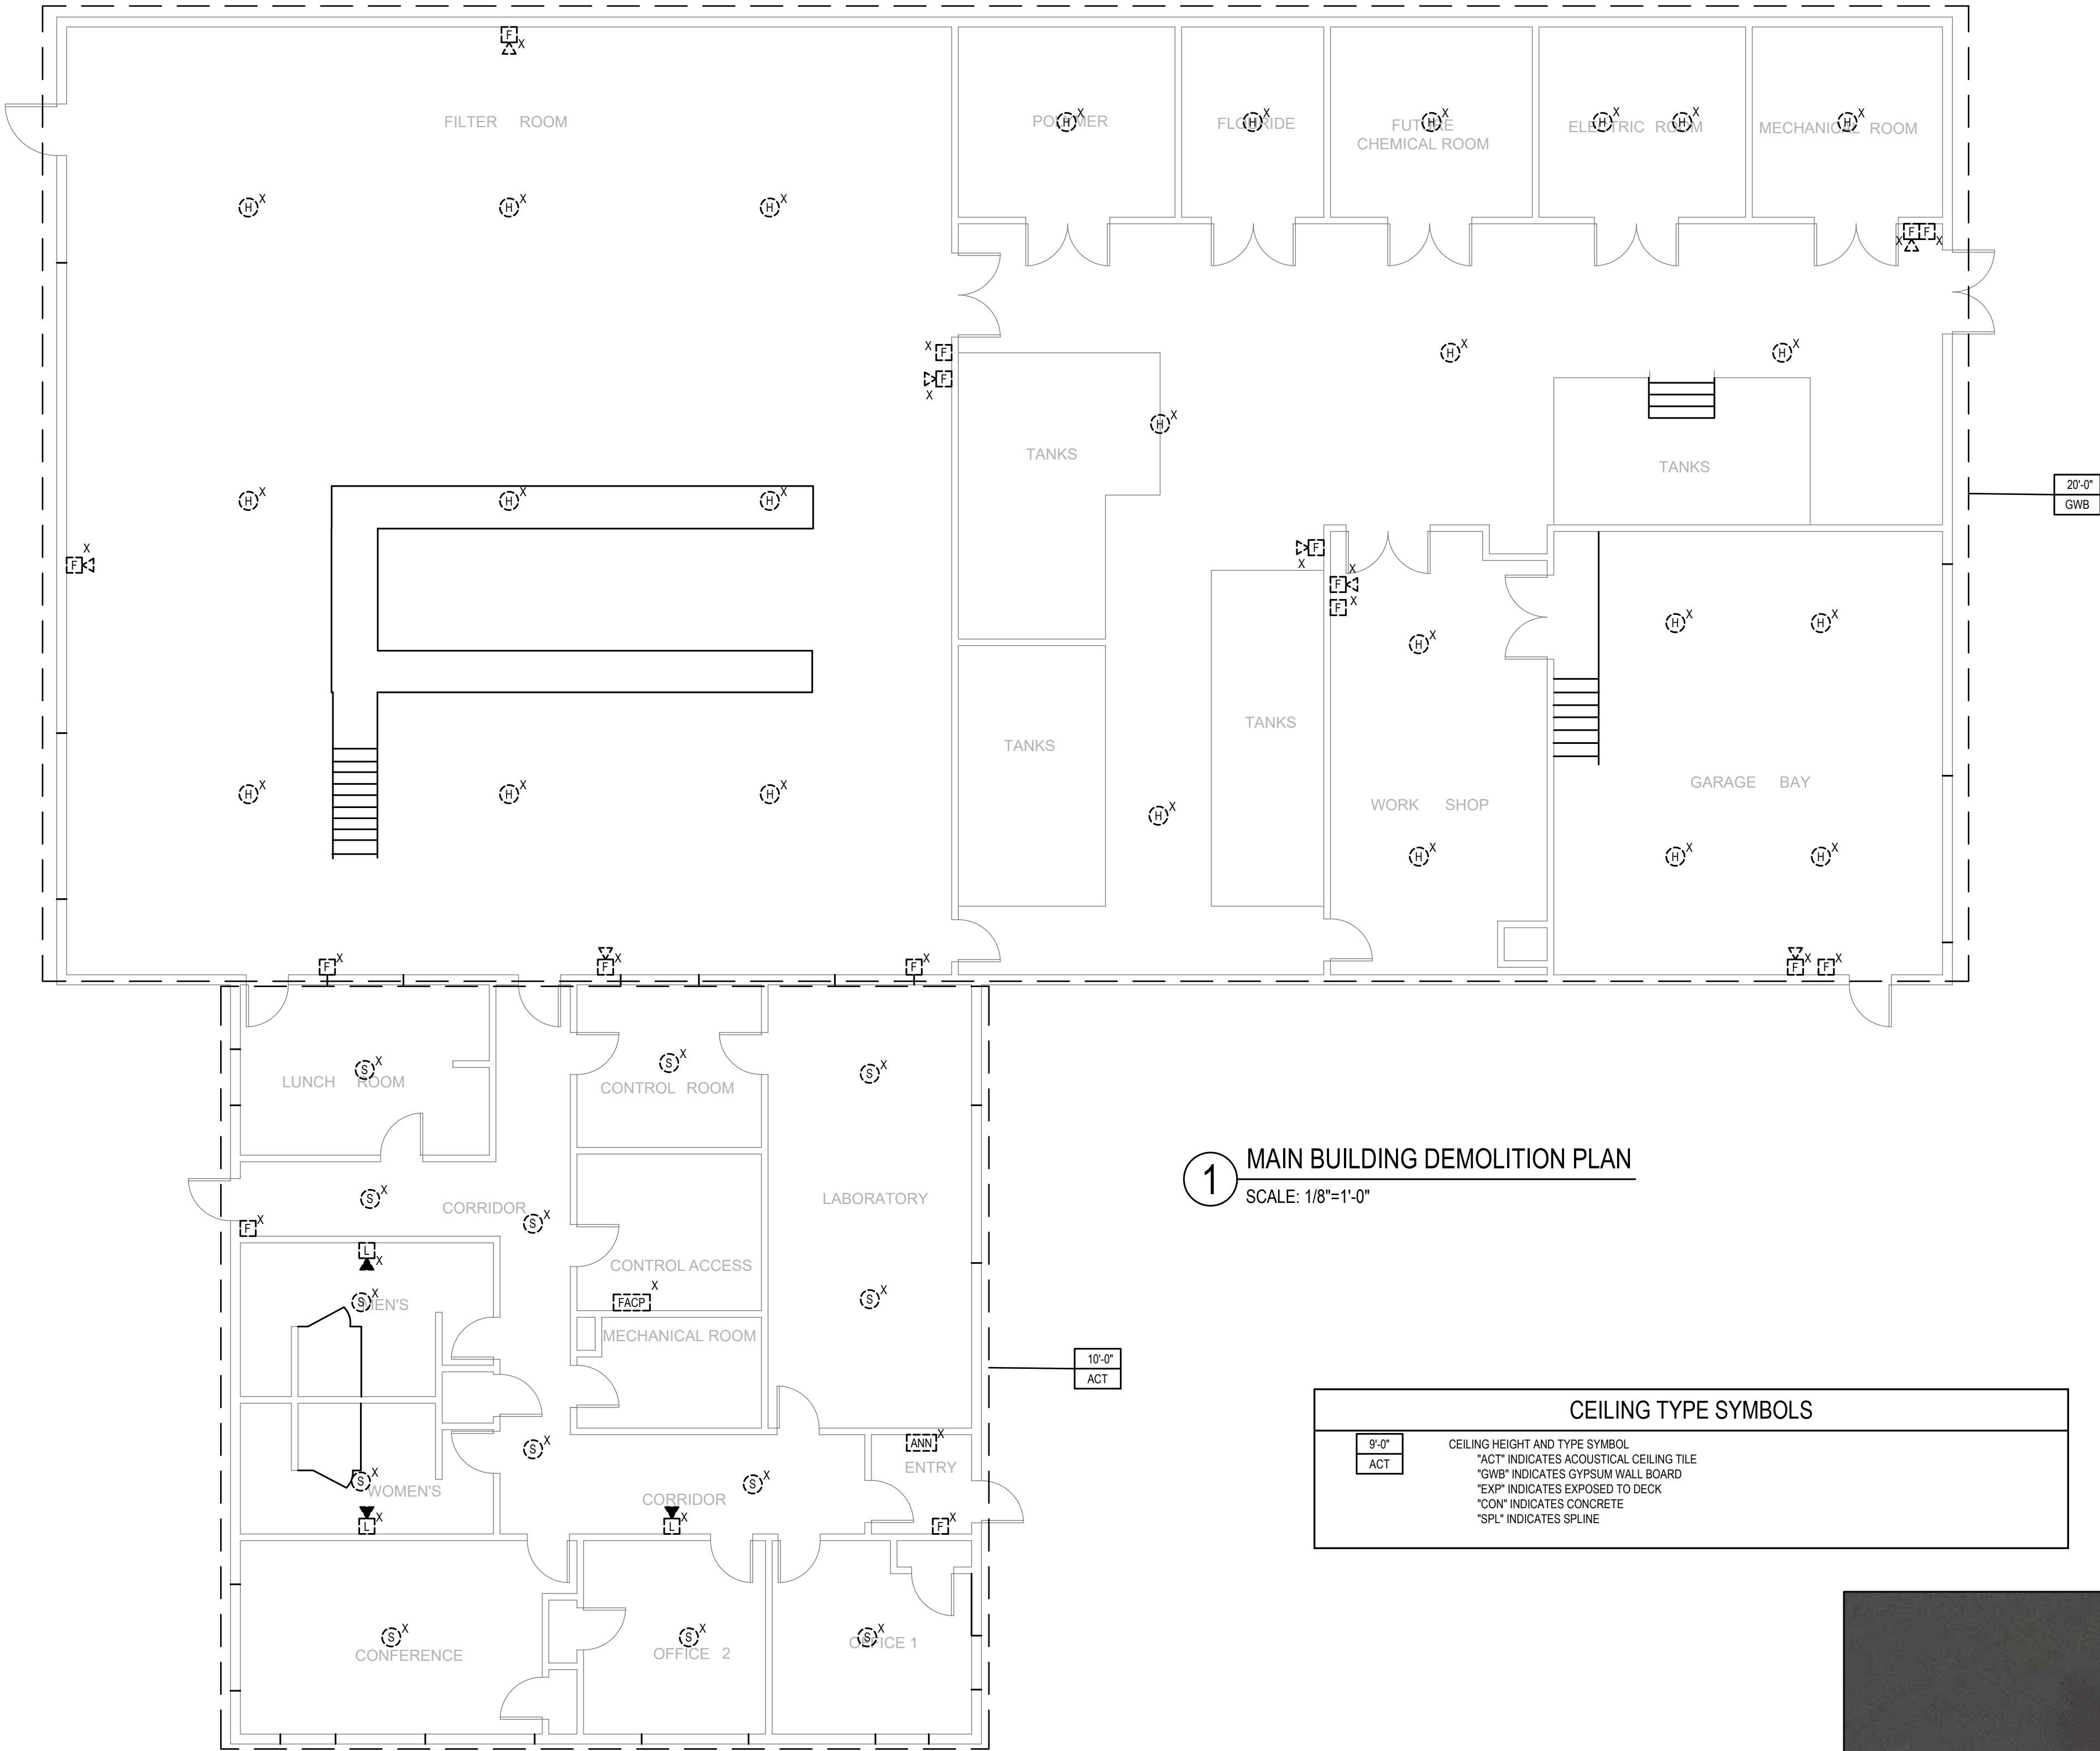 F X
FILTER ROOM
POLYMER H X
FLOURIDE H X
FUTURE H X
CHEMICAL ROOM
ELECTRIC ROOM H X H X
MECHANICAL ROOM H X
H X H X H X
F F
X X
X F
F
X
H X H X
H X
TANKS
TANKS
20'-0"
GWB
H X H X H X
X
F
F
X
X
F
F X
H X
H X H X
TANKS
TANKS
GARAGE BAY
WORK SHOP
H X H X H X
H X
H X
H X H X
F X
F X
F X
F X F X
S X
LUNCH ROOM
S X
CONTROL ROOM
S X
1
MAIN BUILDING DEMOLITION PLAN
SCALE: 1/8"=1'-0"
S X
CORRIDOR
S X
LABORATORY
F X
L X
CONTROL ACCESS
FACP X
S X
MEN'S
S X
MECHANICAL ROOM
10'-0"
ACT
CEILING TYPE SYMBOLS
9'-0"
ACT
CEILING HEIGHT AND TYPE SYMBOL
"ACT" INDICATES ACOUSTICAL CEILING TILE
"GWB" INDICATES GYPSUM WALL BOARD
"EXP" INDICATES EXPOSED TO DECK
"CON" INDICATES CONCRETE
"SPL" INDICATES SPLINE
ANN X
ENTRY
S X
S X
WOMEN'S
S X
CORRIDOR
L X
L X
F X
S X
CONFERENCE
S X
OFFICE 2
S X
OFFICE 1